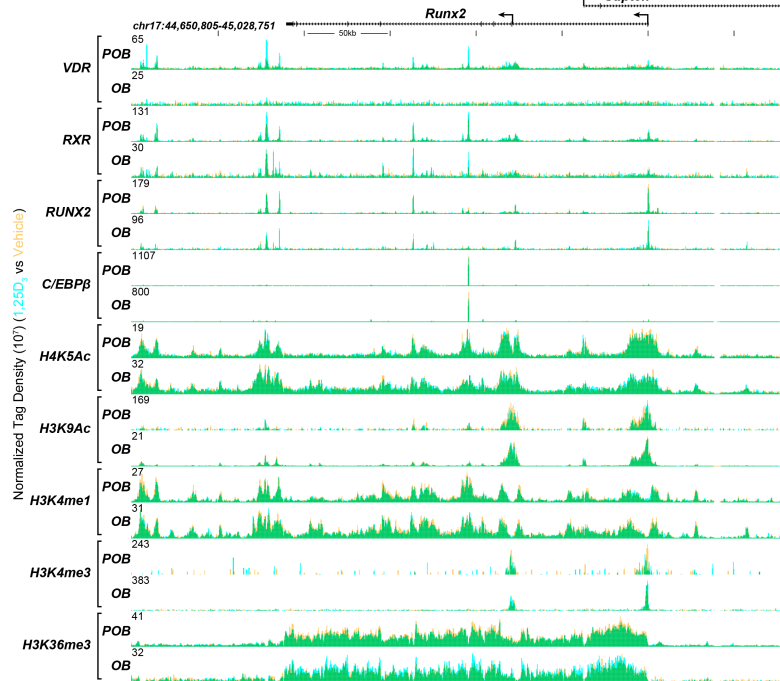 Runx2
chr17:44,650,805-45,028,751
50kb
Normalized Tag Density (10⁷) (1,25D₃ vs Vehicle)
VDR
POB
65
OB
25
RXR
POB
131
OB
30
RUNX2
POB
179
OB
96
C/EBPβ
POB
1107
OB
800
H4K5Ac
POB
19
OB
32
H3K9Ac
POB
169
OB
21
H3K4me1
POB
27
OB
31
H3K4me3
POB
243
OB
383
H3K36me3
POB
41
OB
32